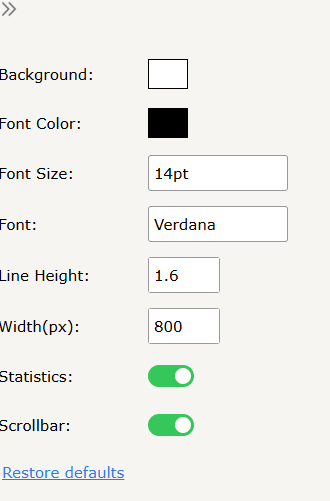 Background:
Font Color:
Font Size: 14pt
Font: Verdana
Line Height: 1.6
Width(px): 800
Statistics:
Scrollbar:
Restore defaults